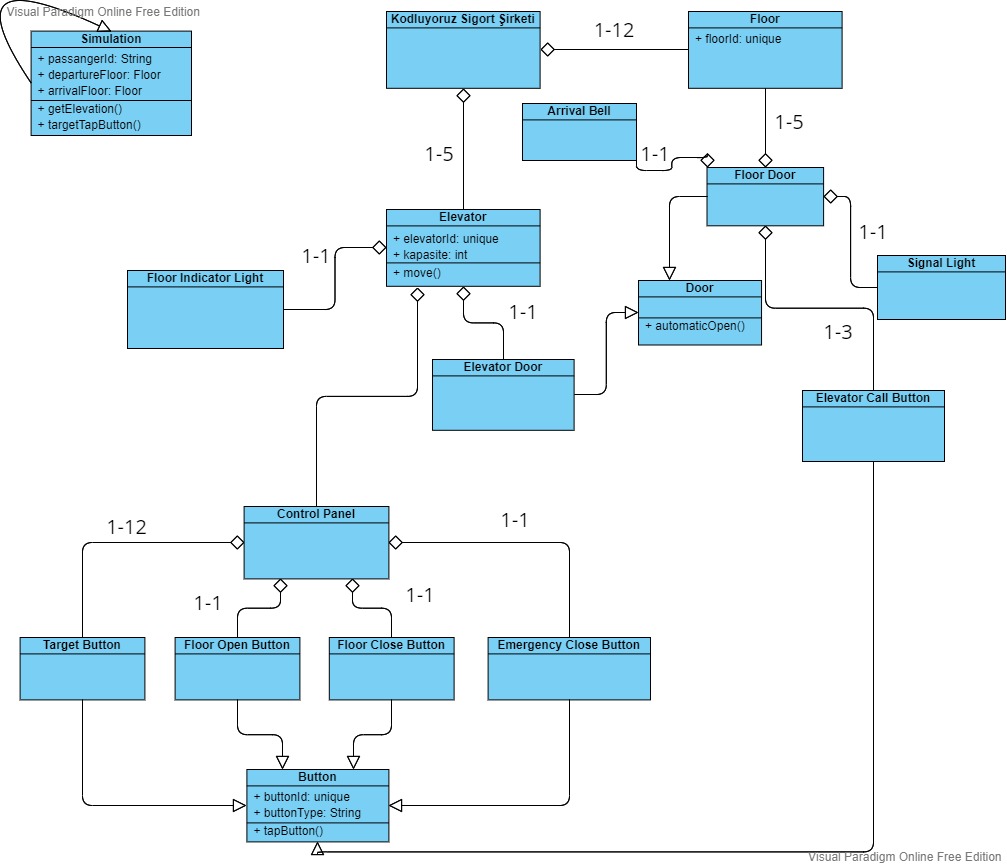 Visual Paradigm Online Free Edition
Simulation
+ passangerId: String
+ departureFloor: Floor
+ arrivalFloor: Floor
+ getElevation()
+ targetTapButton()
Kodluyoruz Sigort Şirketi
1-12
Floor
+ floorId: unique
Arrival Bell
1-1
1-5
1-5
Floor Door
Elevator
+ elevatorId: unique
+ kapasite: int
+ move()
1-1
1-1
Floor Indicator Light
Signal Light
Door
+ automaticOpen()
1-1
1-3
Elevator Door
Elevator Call Button
Control Panel
1-12
1-1
1-1
1-1
Target Button
Floor Open Button
Floor Close Button
Emergency Close Button
Button
+ buttonId: unique
+ buttonType: String
+ tapButton()
Visual Paradigm Online Free Edition